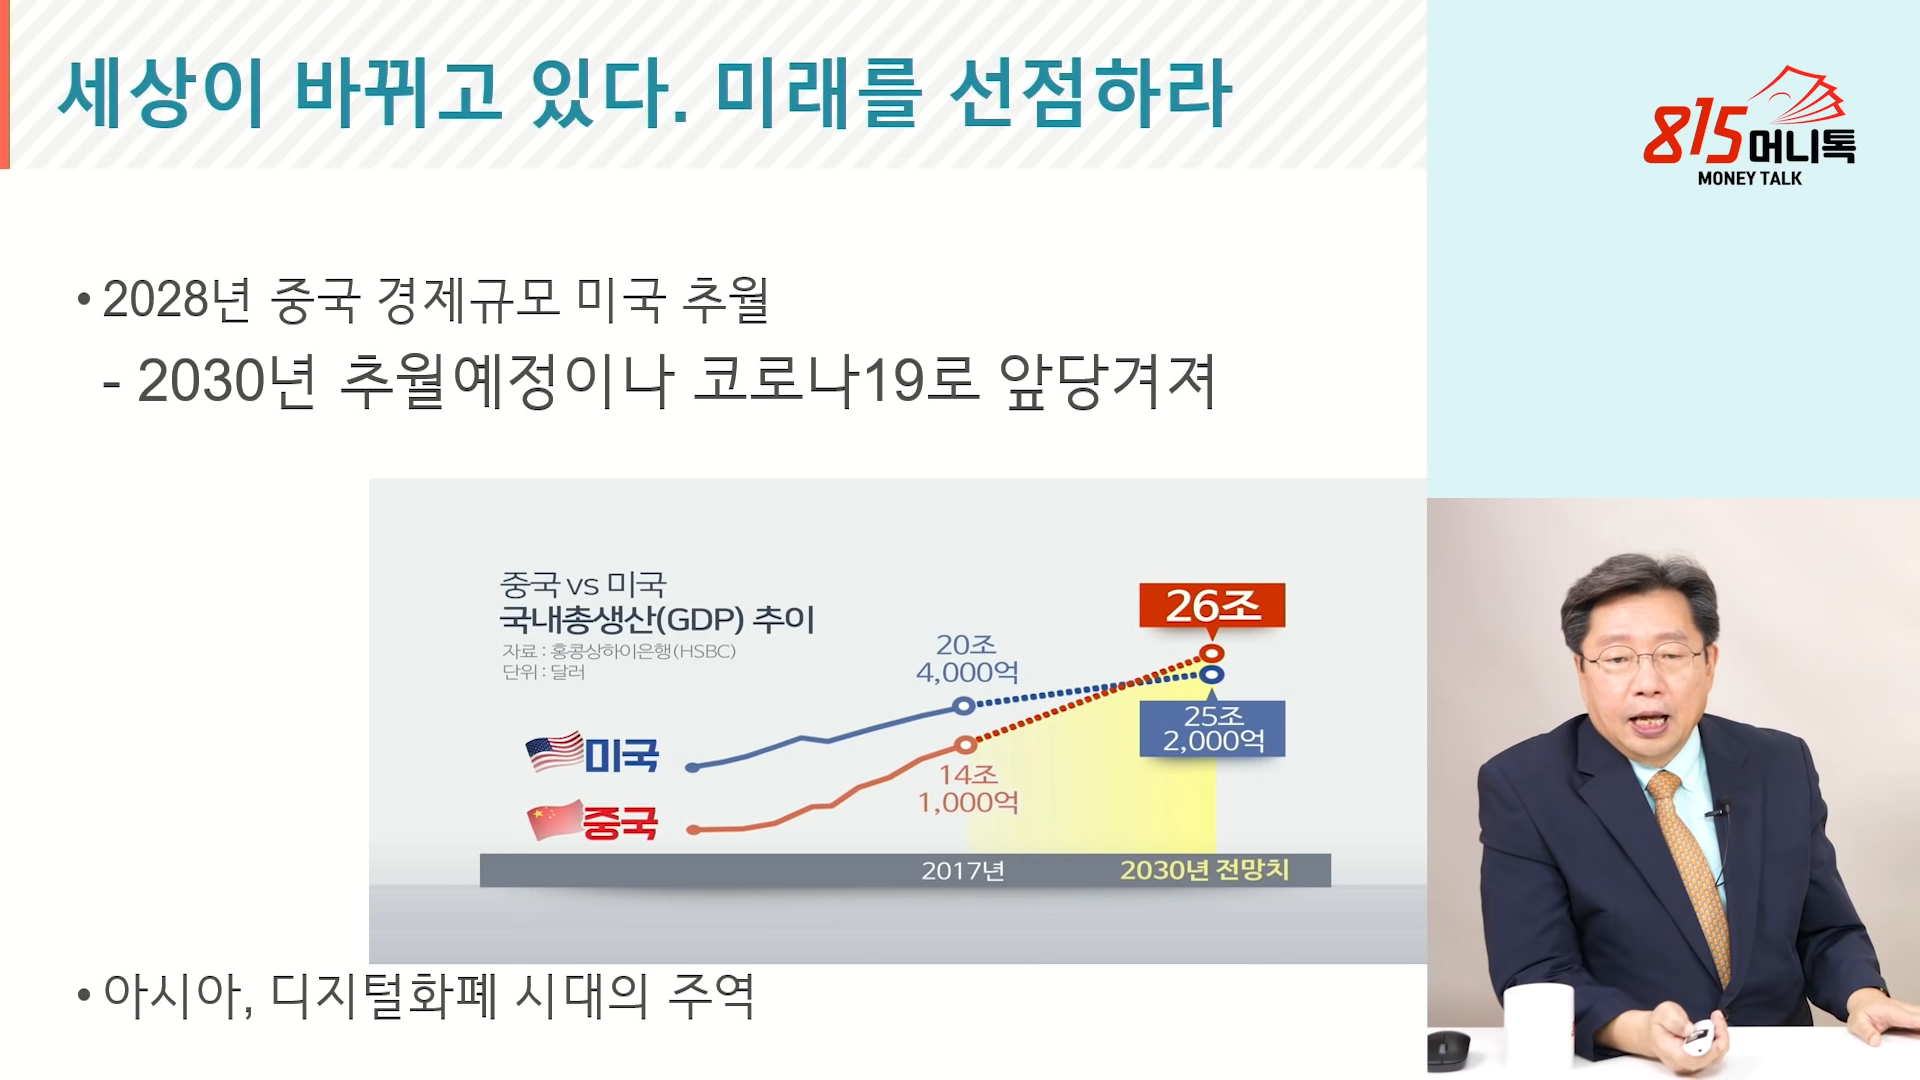 세상이 바뀌고 있다. 미래를 선점하라
815머니톡
MONEY TALK
• 2028년 중국 경제규모 미국 추월
- 2030년 추월예정이나 코로나19로 앞당겨져
중국 vs 미국
국내총생산(GDP) 추이
자료 : 홍콩상하이은행(HSBC)
단위 : 달러
20조
4,000억
26조
25조
2,000억
미국
중국
14조
1,000억
2017년
2030년 전망치
• 아시아, 디지털화폐 시대의 주역